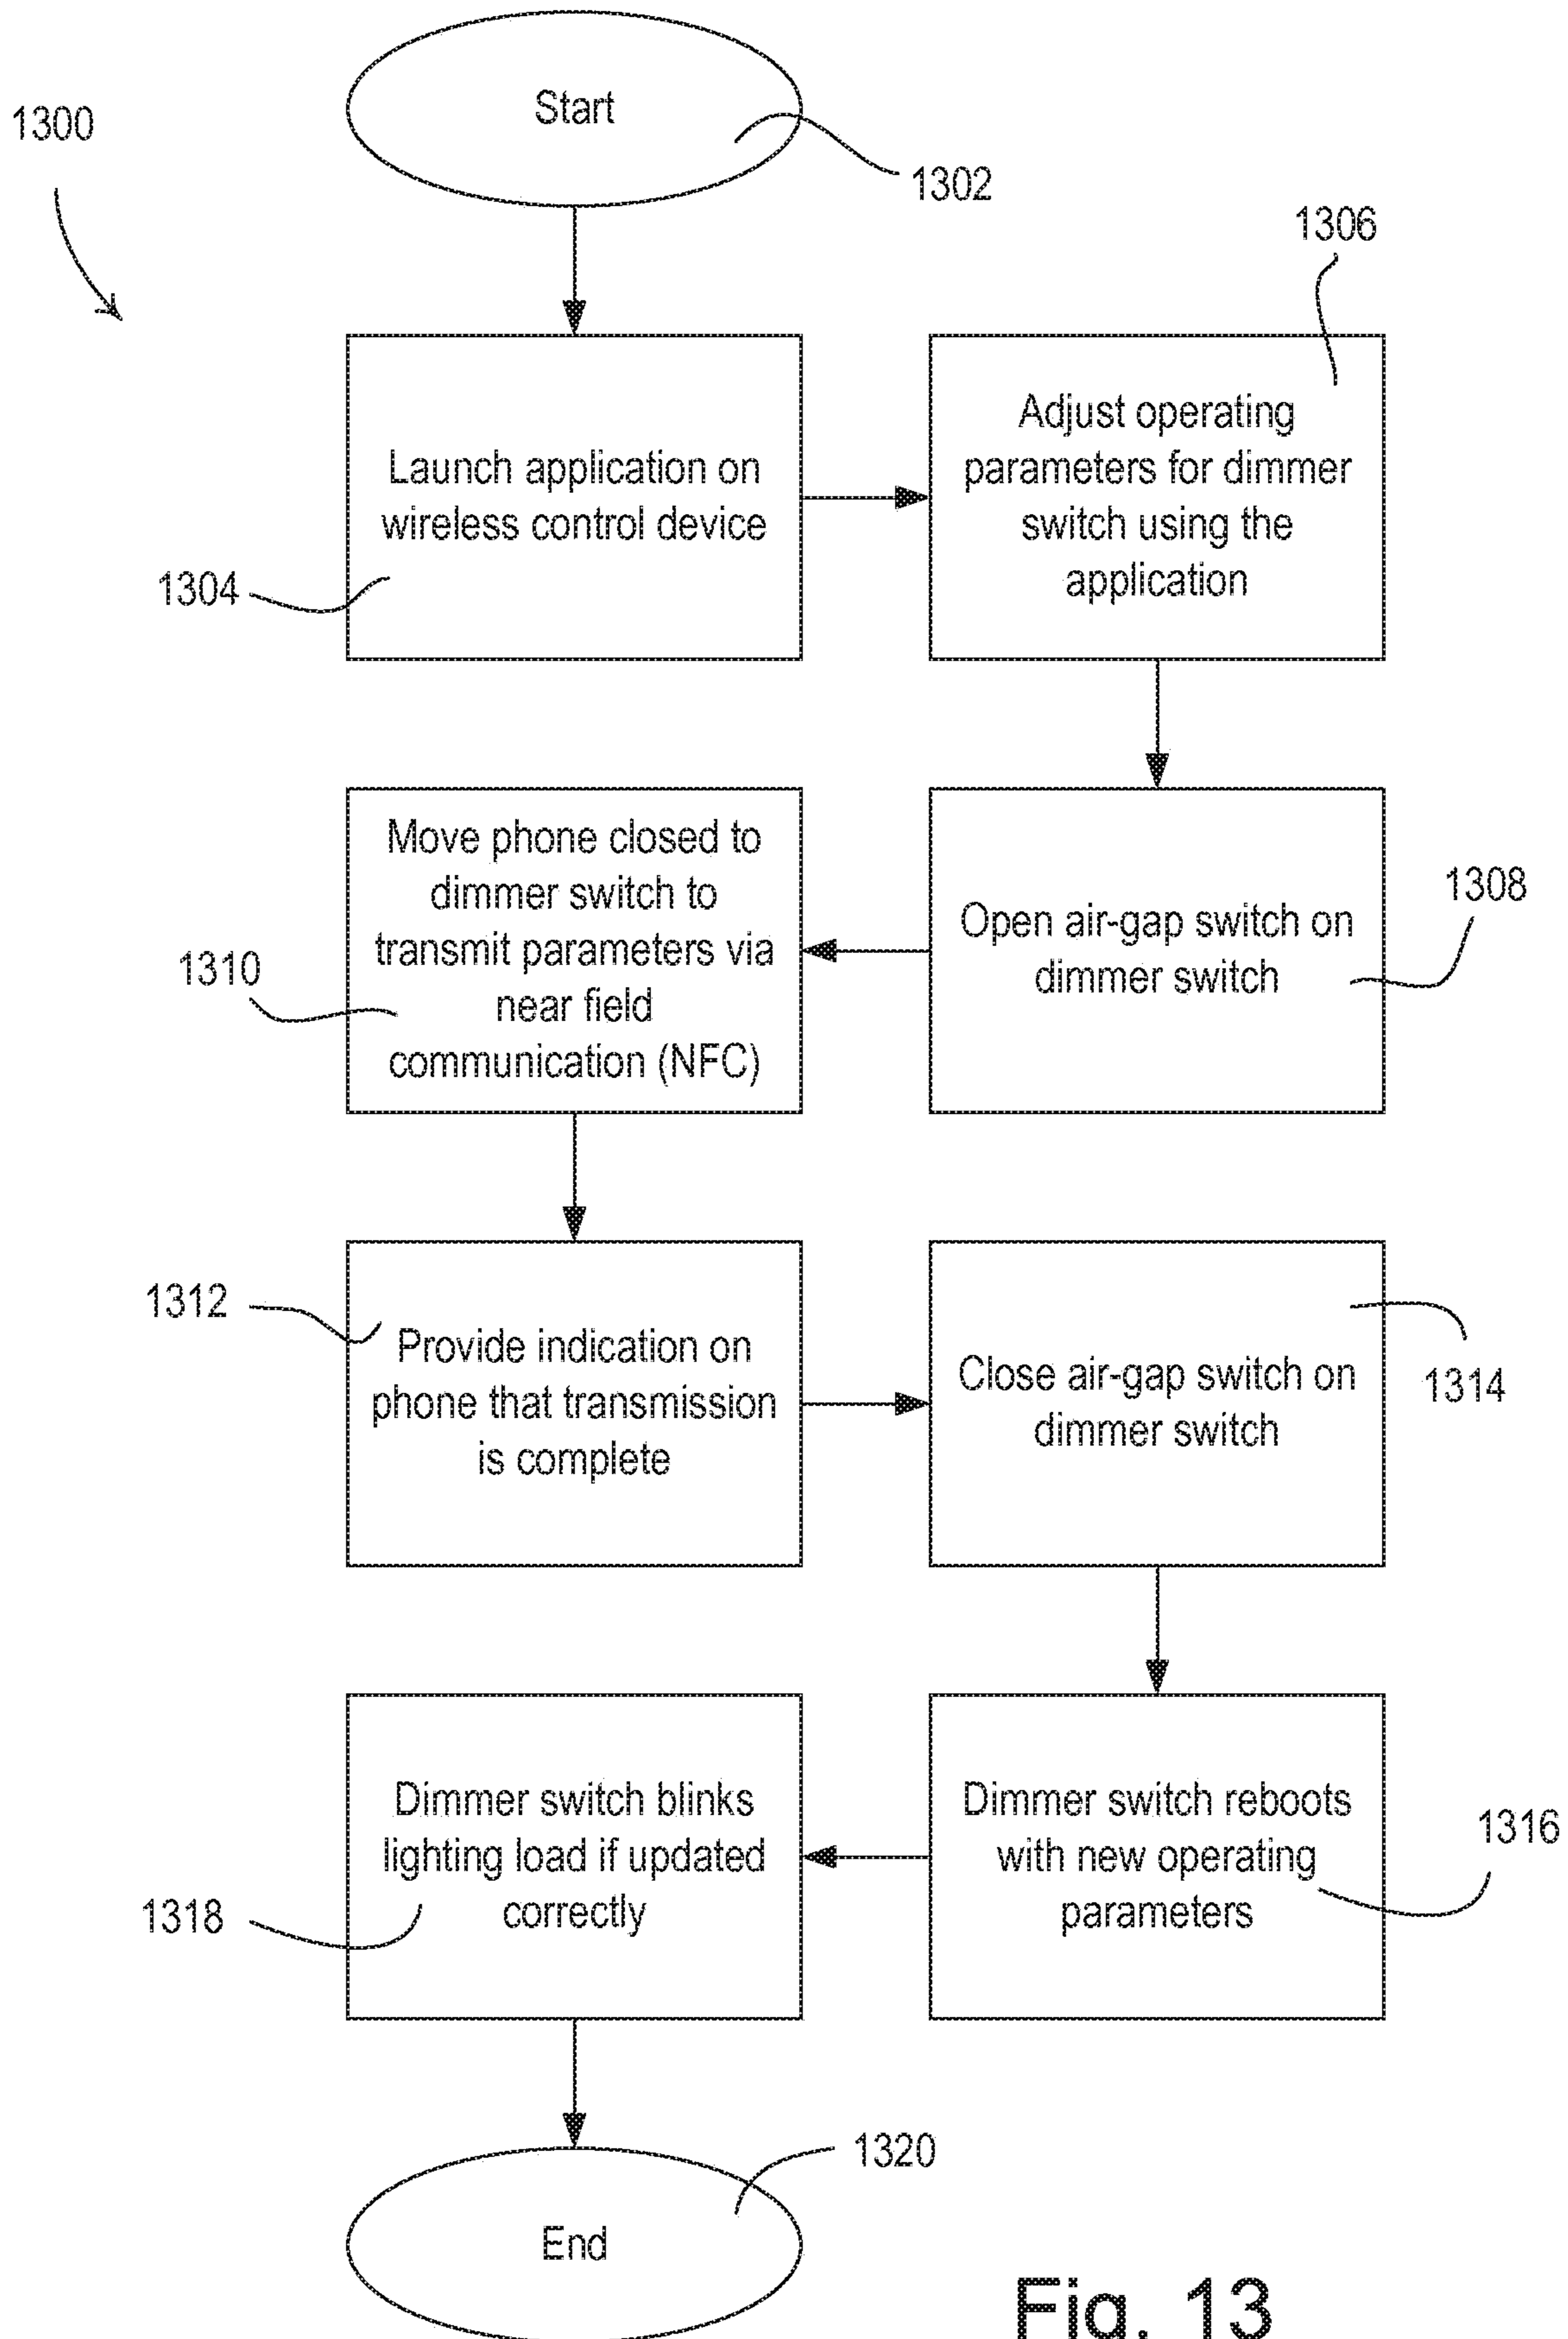 Start
1300
1302
1306
Launch application on
wireless control device
1304
Adjust operating
parameters for dimmer
switch using the
application
Open air-gap switch on
dimmer switch
1308
Move phone closed to
dimmer switch to
transmit parameters via
near field
communication (NFC)
1310
1312
Provide indication on
phone that transmission
is complete
Close air-gap switch on
dimmer switch
1314
Dimmer switch reboots
with new operating
parameters
1316
Dimmer switch blinks
lighting load if updated
correctly
1318
1320
End
Fig. 13